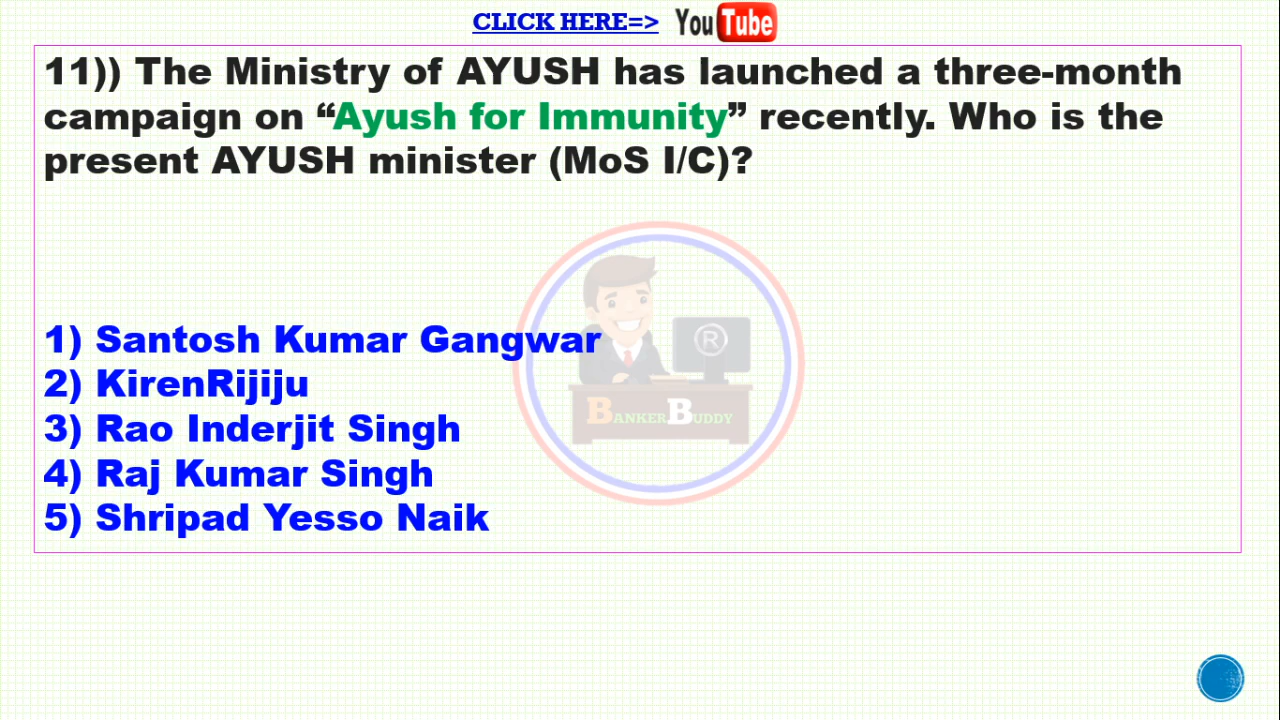 CLICK HERE=> YouTube
11)) The Ministry of AYUSH has launched a three-month
campaign on “Ayush for Immunity” recently. Who is the
present AYUSH minister (MoS I/C)?
®
1) Santosh Kumar Gangwar
2) KirenRijiju
BANKER BUDDY
3) Rao Inderjit Singh
4) Raj Kumar Singh
5) Shripad Yesso Naik